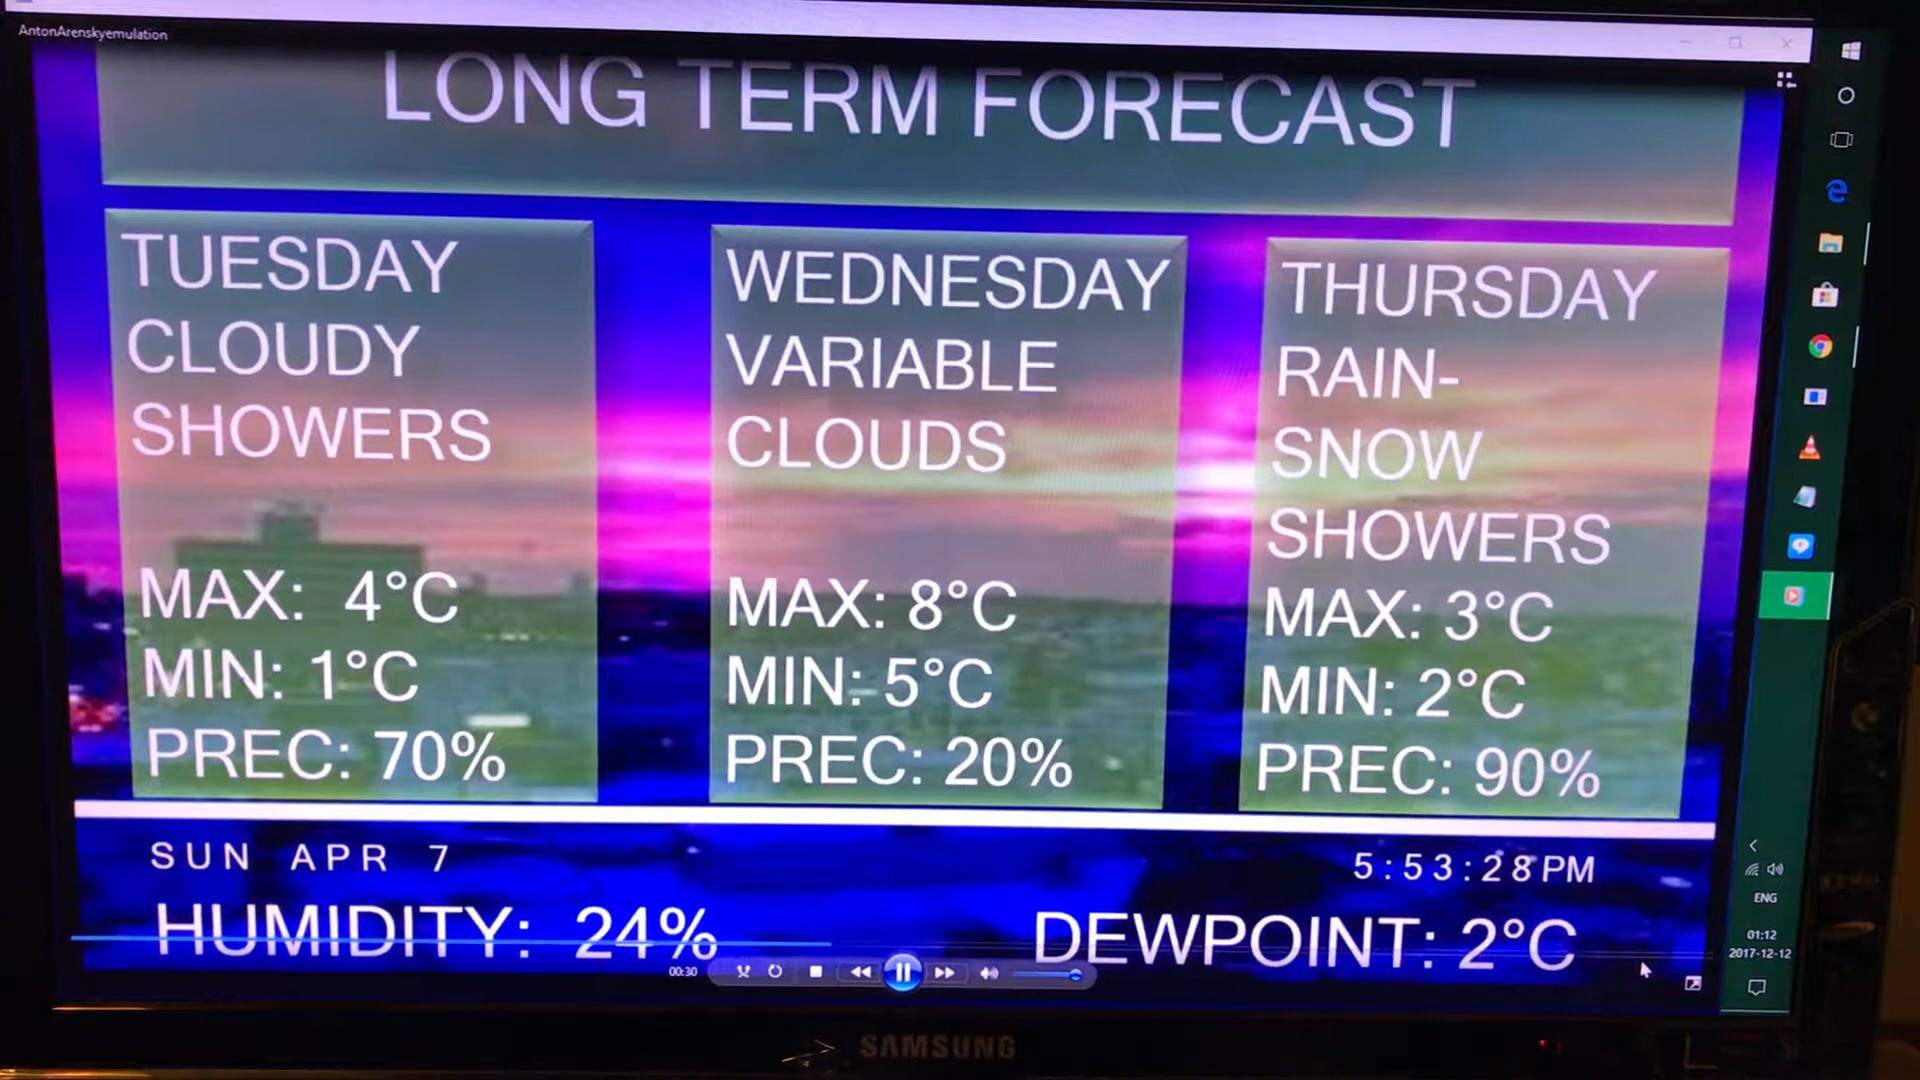 AntonArenskyemulation
LONG TERM FORECAST
TUESDAY
CLOUDY
SHOWERS
MAX: 4°C
MIN: 1°C
PREC: 70%
WEDNESDAY
VARIABLE
CLOUDS
MAX: 8°C
MIN: 5°C
PREC: 20%
THURSDAY
RAIN-
SNOW
SHOWERS
MAX: 3°C
MIN: 2°C
PREC: 90%
SUN APR 7
5:53:28PM
HUMIDITY: 24%
DEWPOINT: 2°C
00:30
ENG
01:12
2017-12-12
SAMSUNG